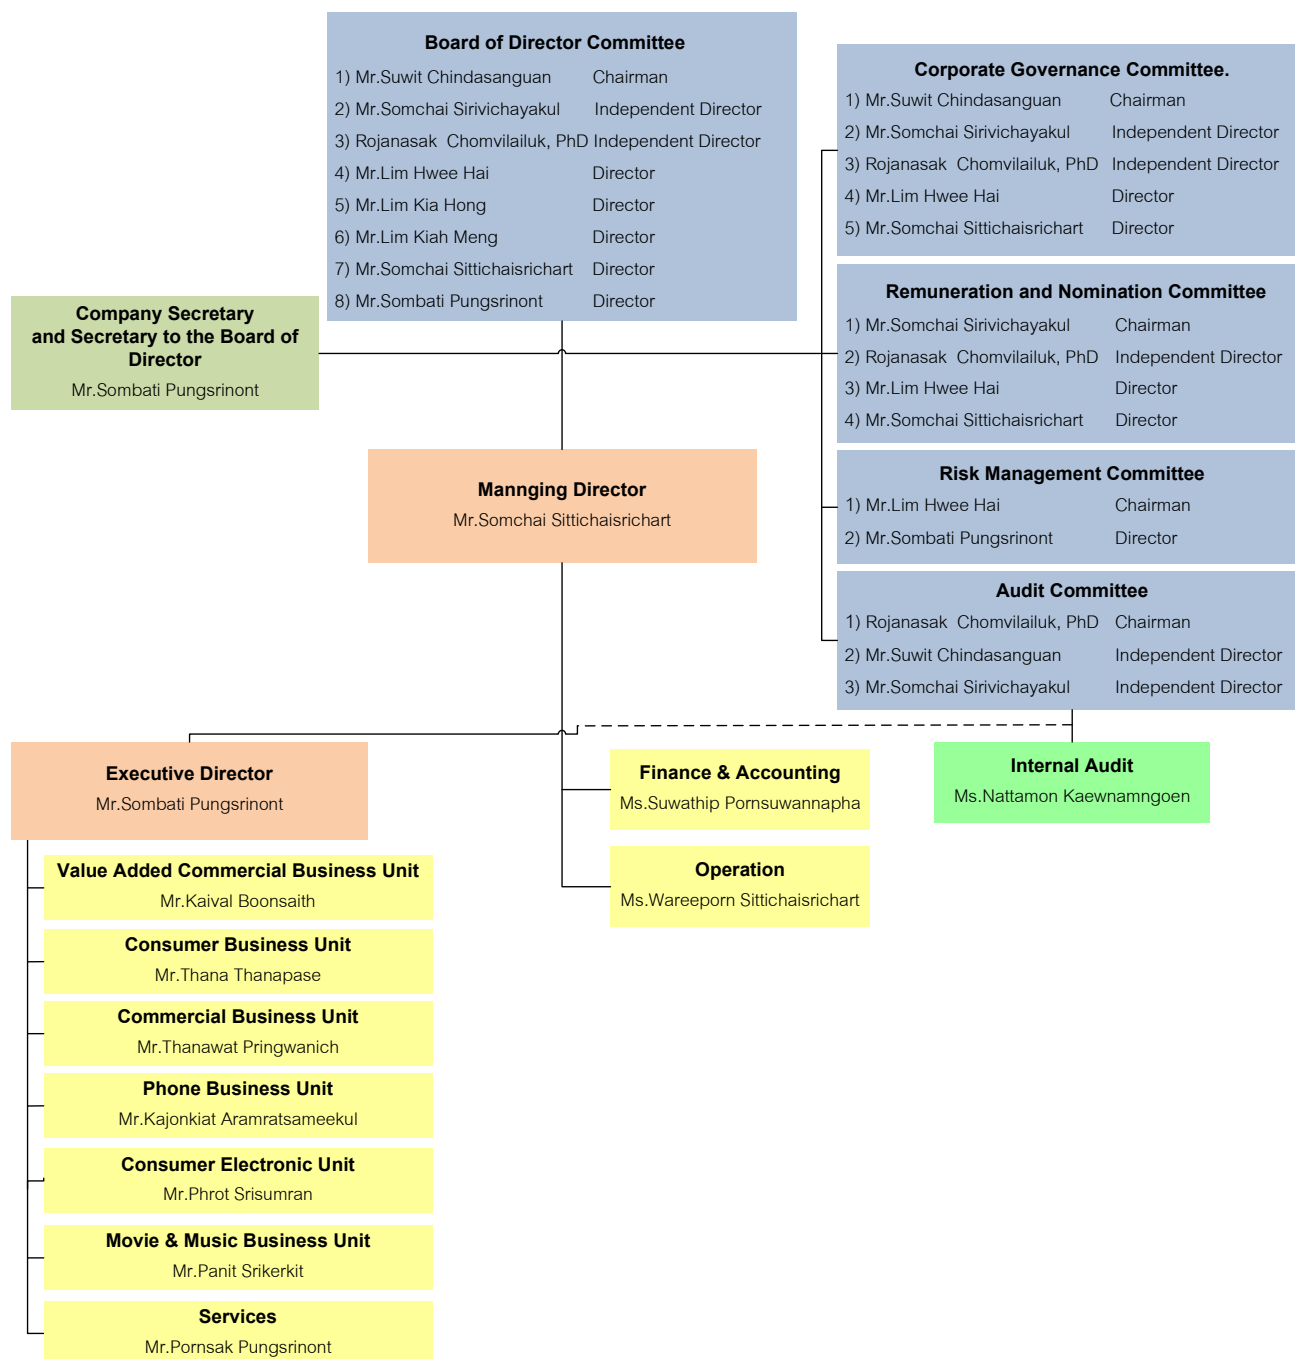 Board of Director Committee
1) Mr.Suwit Chindasanguan Chairman
2) Mr.Somchai Sirivichayakul Independent Director
3) Rojanasak Chomvilailuk, PhD Independent Director
4) Mr.Lim Hwee Hai Director
5) Mr.Lim Kia Hong Director
6) Mr.Lim Kiah Meng Director
7) Mr.Somchai Sittichaisrichart Director
8) Mr.Sombati Pungsrinont Director
Corporate Governance Committee.
1) Mr.Suwit Chindasanguan Chairman
2) Mr.Somchai Sirivichayakul Independent Director
3) Rojanasak Chomvilailuk, PhD Independent Director
4) Mr.Lim Hwee Hai Director
5) Mr.Somchai Sittichaisrichart Director
Company Secretary
and Secretary to the Board of
Director
Mr.Sombati Pungsrinont
Remuneration and Nomination Committee
1) Mr.Somchai Sirivichayakul Chairman
2) Rojanasak Chomvilailuk, PhD Independent Director
3) Mr.Lim Hwee Hai Director
4) Mr.Somchai Sittichaisrichart Director
Mannging Director
Mr.Somchai Sittichaisrichart
Risk Management Committee
1) Mr.Lim Hwee Hai Chairman
2) Mr.Sombati Pungsrinont Director
Audit Committee
1) Rojanasak Chomvilailuk, PhD Chairman
2) Mr.Suwit Chindasanguan Independent Director
3) Mr.Somchai Sirivichayakul Independent Director
Executive Director
Mr.Sombati Pungsrinont
Finance & Accounting
Ms.Suwathip Pornsuwannapha
Internal Audit
Ms.Nattamon Kaewnamngoen
Operation
Ms.Wareeporn Sittichaisrichart
Value Added Commercial Business Unit
Mr.Kaival Boonsaith
Consumer Business Unit
Mr.Thana Thanapase
Commercial Business Unit
Mr.Thanawat Pringwanich
Phone Business Unit
Mr.Kajonkiat Aramratsameekul
Consumer Electronic Unit
Mr.Phrot Srisumran
Movie & Music Business Unit
Mr.Panit Srikerkit
Services
Mr.Pornsak Pungsrinont